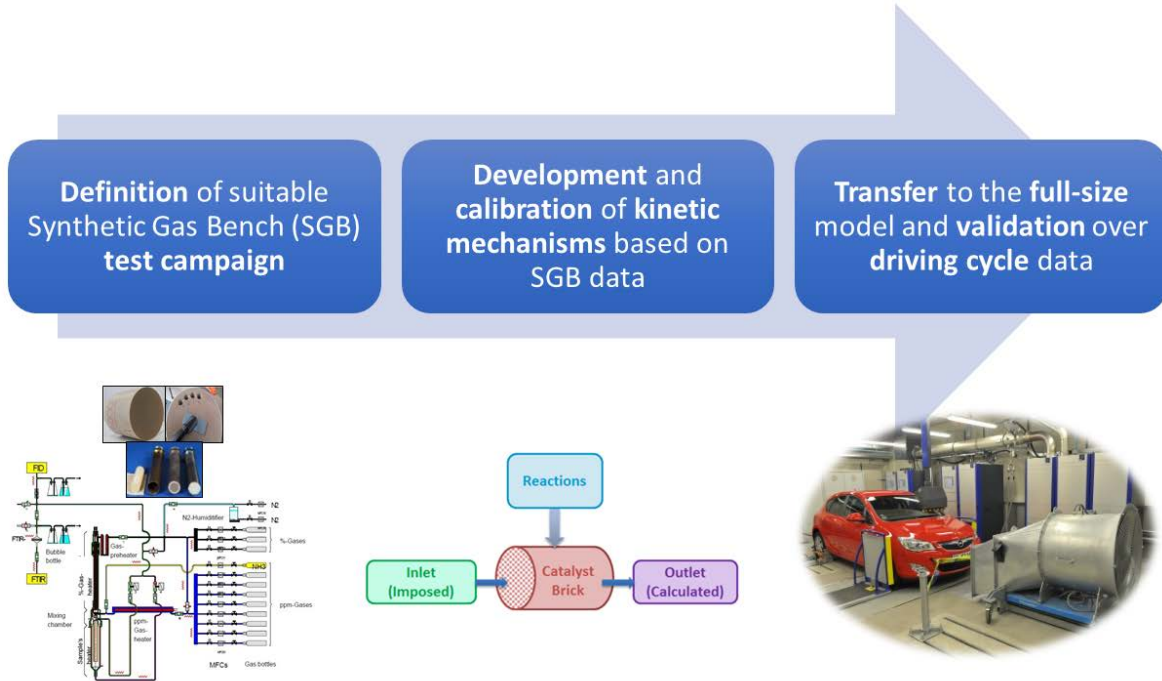 Definition of suitable
Synthetic Gas Bench (SGB)
test campaign
Development and
calibration of kinetic
mechanisms based on
SGB data
Transfer to the full-size
model and validation over
driving cycle data
FID
N2
N2
N2-Humiditifier
%-Gases
FTIR
Bubble
bottle
Gas-
preheater
FTIR
NH3
%-Gas-
heater
Mixing
chamber
ppm-
Gas-
heater
ppm-Gases
Sample's
heater
MFCs
Gas bottles
Reactions
Inlet
(Imposed)
Catalyst
Brick
Outlet
(Calculated)